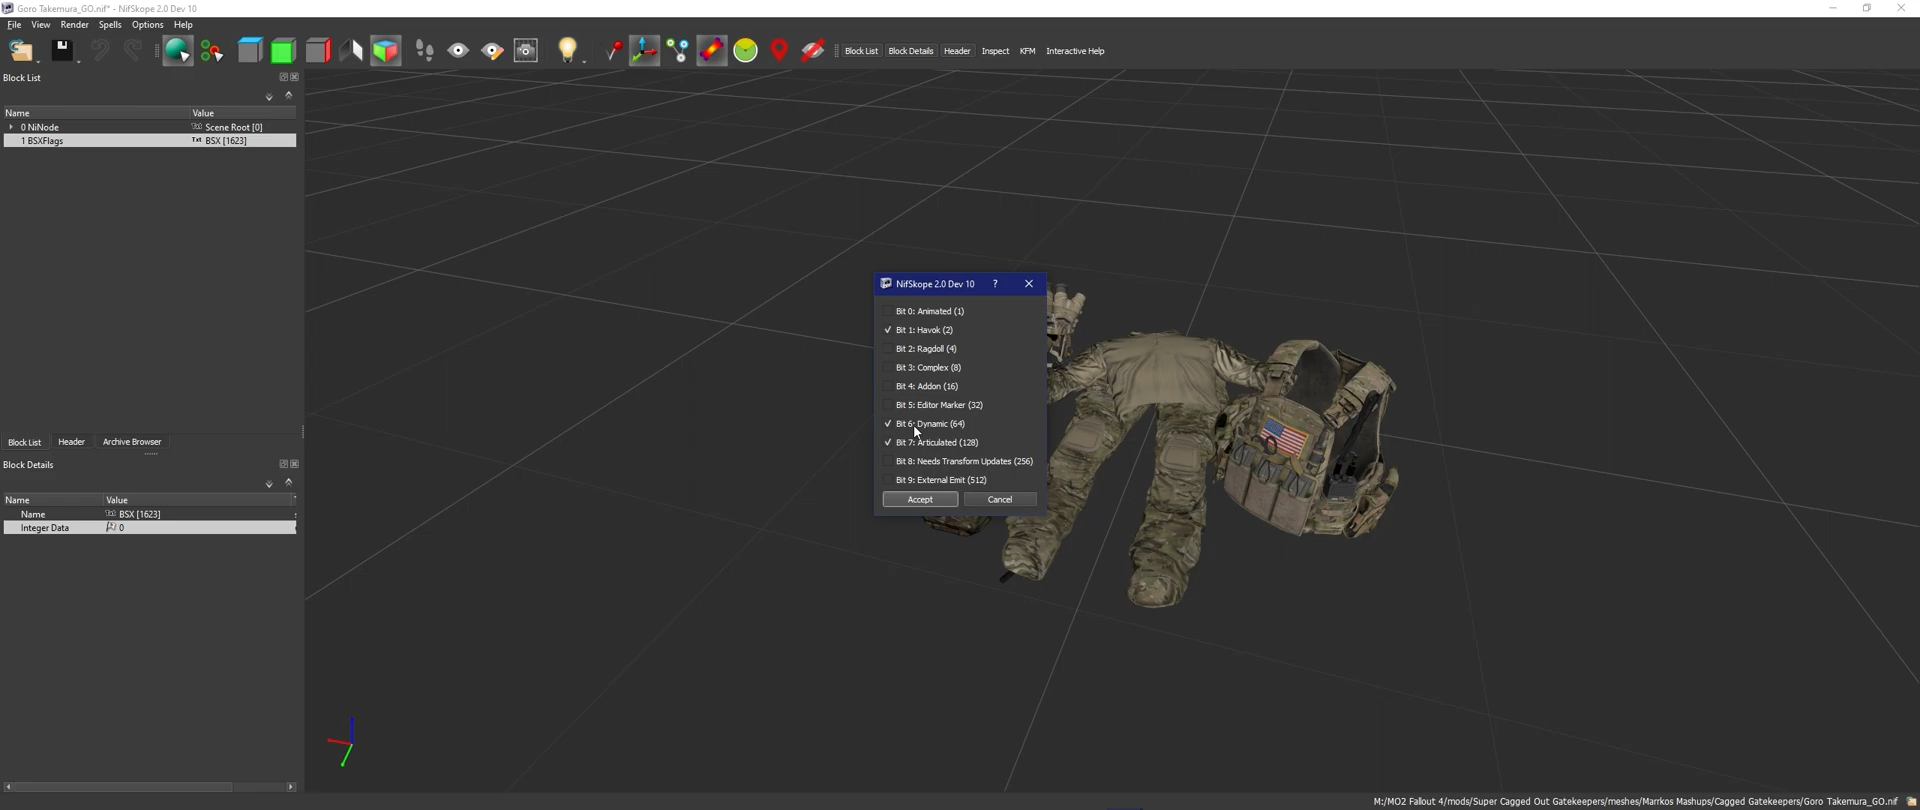 Goro Takemura_GO.nif* - NifSkope 2.0 Dev 10
File View Render Spells Options Help
Block List Block Details Header Inspect KFM Interactive Help
Block List
Name Value
0 NiNode Txt Scene Root [0]
1 BSXFlags Txt BSX [1623]
NifSkope 2.0 Dev 10 ?
Bit 0: Animated (1)
Bit 1: Havok (2)
Bit 2: Ragdoll (4)
Bit 3: Complex (8)
Bit 4: Addon (16)
Bit 5: Editor Marker (32)
Bit 6: Dynamic (64)
Bit 7: Articulated (128)
Bit 8: Needs Transform Updates (256)
Bit 9: External Emit (512)
Accept Cancel
Block List Header Archive Browser
Block Details
Name Value
Name Txt BSX [1623]
Integer Data 0
M:/MO2 Fallout 4/mods/Super Cagged Out Gatekeepers/meshes/Marrkos Mashups/Cagged Gatekeepers/Goro Takemura_GO.nif